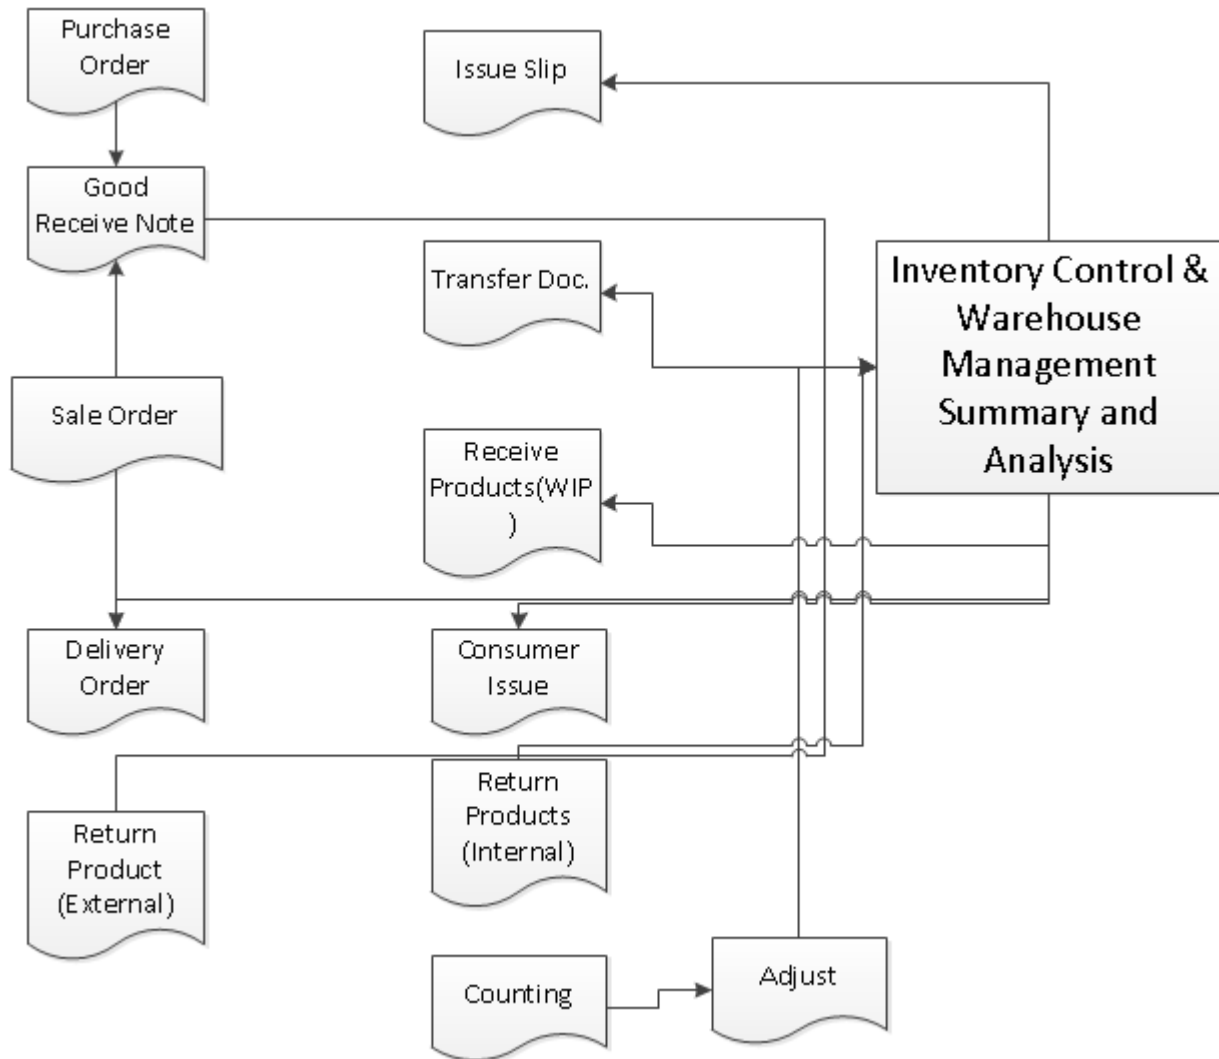 Purchase
Order
Issue Slip
Good
Receive Note
Transfer Doc.
Inventory Control &
Warehouse
Management
Summary and
Analysis
Sale Order
Receive
Products(WIP
)
Delivery
Order
Consumer
Issue
Return
Products
(Internal)
Return
Product
(External)
Counting
Adjust